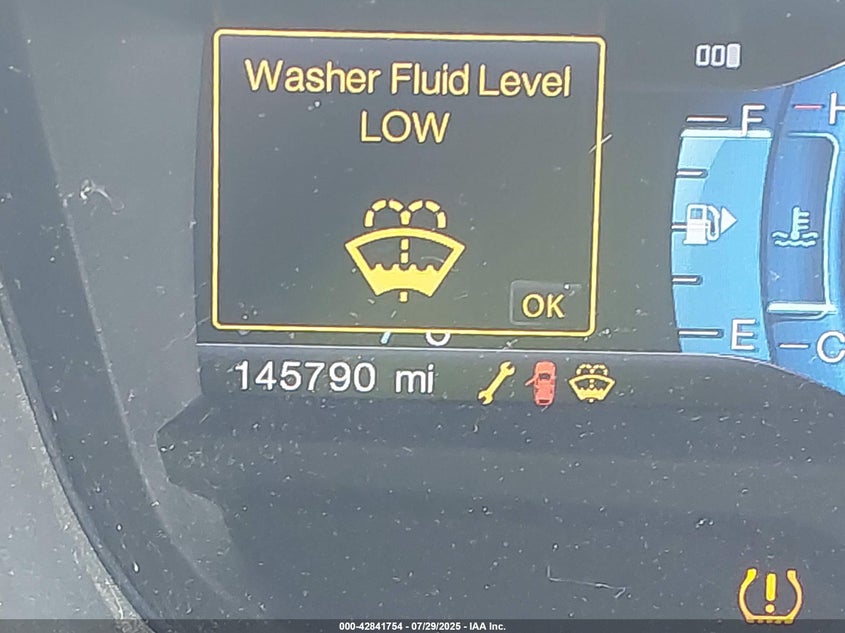 Washer Fluid Level
LOW
OK
F
H
E
C
145790 mi
000-42841754 - 07/29/2025 - IAA Inc.